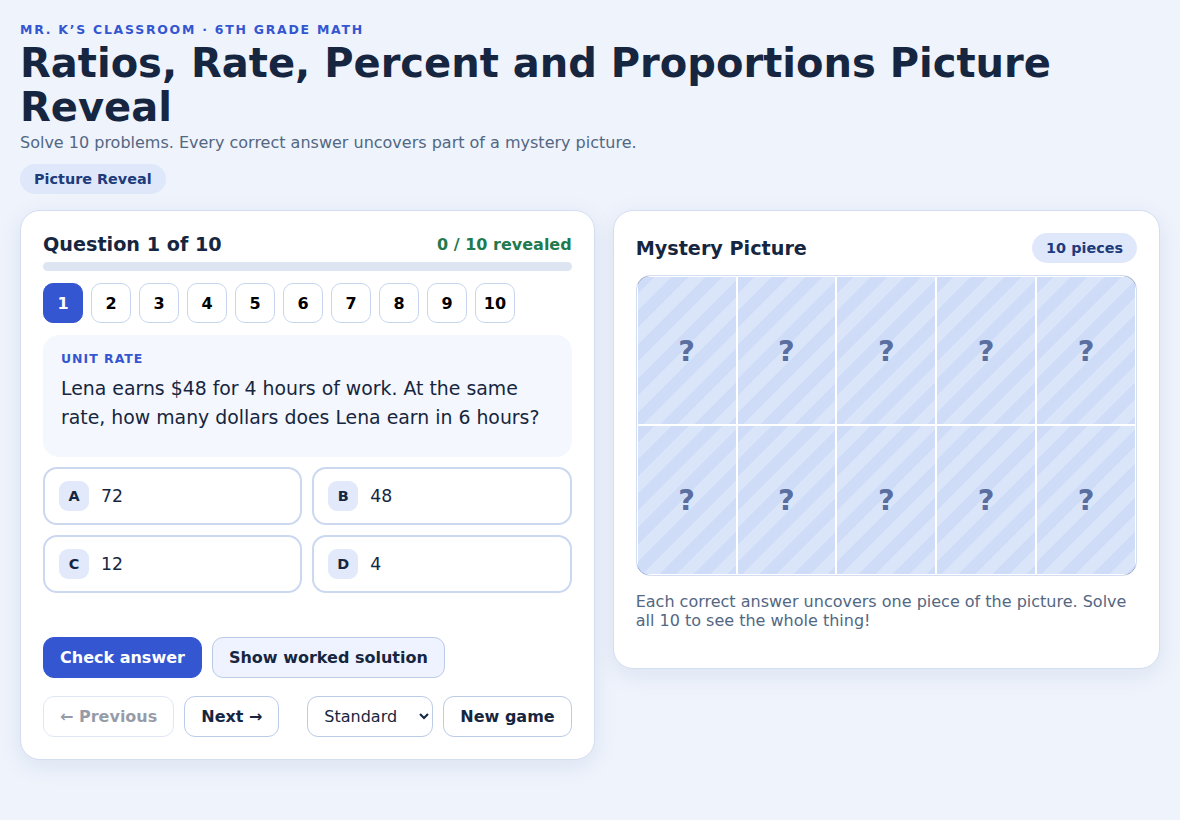 MR. K’S CLASSROOM · 6TH GRADE MATH
Ratios, Rate, Percent and Proportions Picture
Reveal
Solve 10 problems. Every correct answer uncovers part of a mystery picture.
Picture Reveal
Question 1 of 10
0 / 10 revealed
1 2 3 4 5 6 7 8 9 10
UNIT RATE
Lena earns $48 for 4 hours of work. At the same
rate, how many dollars does Lena earn in 6 hours?
A 72
B 48
C 12
D 4
Check answer
Show worked solution
← Previous
Next →
Standard
New game
Mystery Picture
10 pieces
? ? ? ? ?
? ? ? ? ?
Each correct answer uncovers one piece of the picture. Solve
all 10 to see the whole thing!